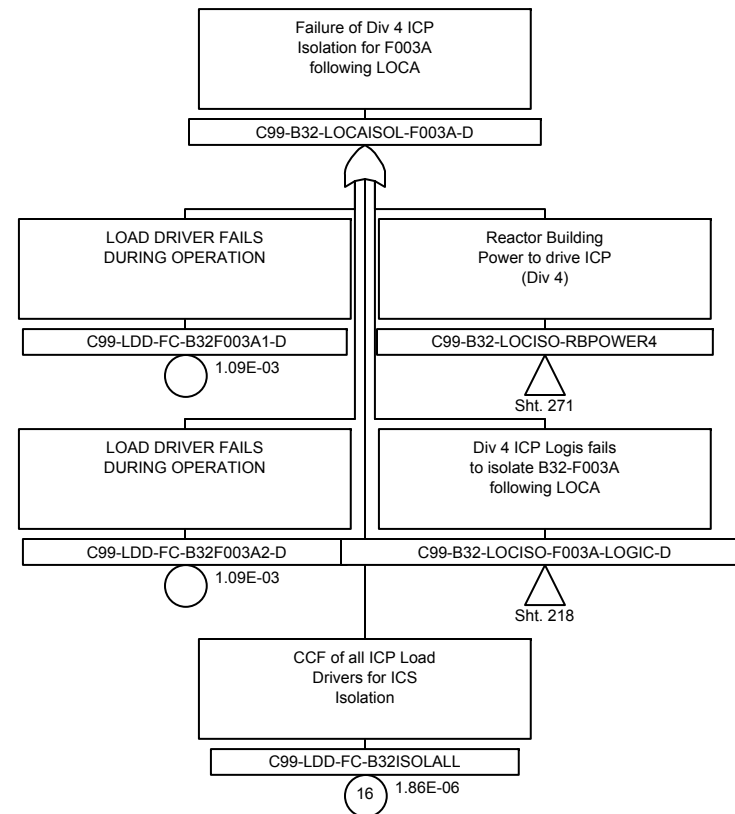 Failure of Div 4 ICP
Isolation for F003A
following LOCA
C99-B32-LOCAISOL-F003A-D
LOAD DRIVER FAILS
DURING OPERATION
C99-LDD-FC-B32F003A1-D
1.09E-03
Reactor Building
Power to drive ICP
(Div 4)
C99-B32-LOCISO-RBPOWER4
Sht. 271
LOAD DRIVER FAILS
DURING OPERATION
C99-LDD-FC-B32F003A2-D
1.09E-03
Div 4 ICP Logis fails
to isolate B32-F003A
following LOCA
C99-B32-LOCISO-F003A-LOGIC-D
Sht. 218
CCF of all ICP Load
Drivers for ICS
Isolation
C99-LDD-FC-B32ISOLALL
16 1.86E-06